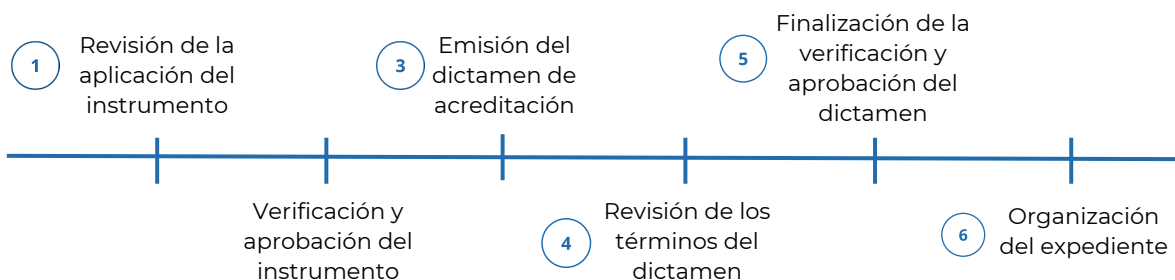 1
Revisión de la
aplicación del
instrumento
Verificación y
aprobación del
instrumento
3
Emisión del
dictamen de
acreditación
4
Revisión de los
términos del
dictamen
5
Finalización de la
verificación y
aprobación del
dictamen
6
Organización
del expediente